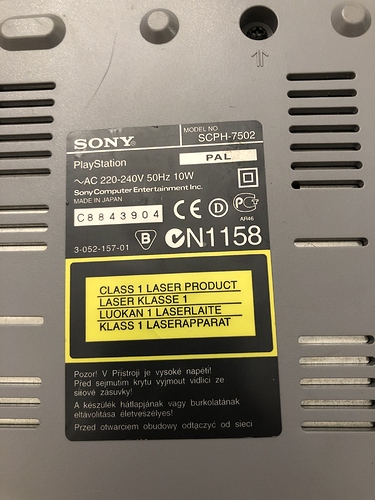 SONY®
MODEL NO.
SCPH-7502
PlayStation
PAL
~AC 220-240V 50Hz 10W
Sony Computer Entertainment Inc.
MADE IN JAPAN
C8843904
CE
D
PC
AR46
3-052-157-01
B
N1158
CLASS 1 LASER PRODUCT
LASER KLASSE 1
LUOKAN 1 LASERLAITE
KLASS 1 LASERAPPARAT
Pozor! V Přístroji je vysoké napětí!
Před sejmutím krytu vyjmout vidlici ze
síťové zásuvky!
A készülék hátlapjának vagy burkolatának
eltávolítása életveszélyes!
Przed otwarciem obudowy odłączyć od sieci